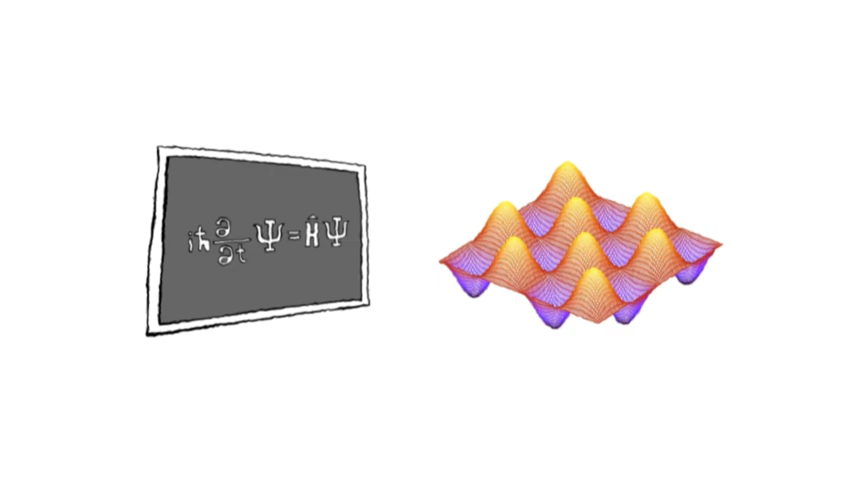 iħ ∂/∂t Ψ = Ĥ Ψ